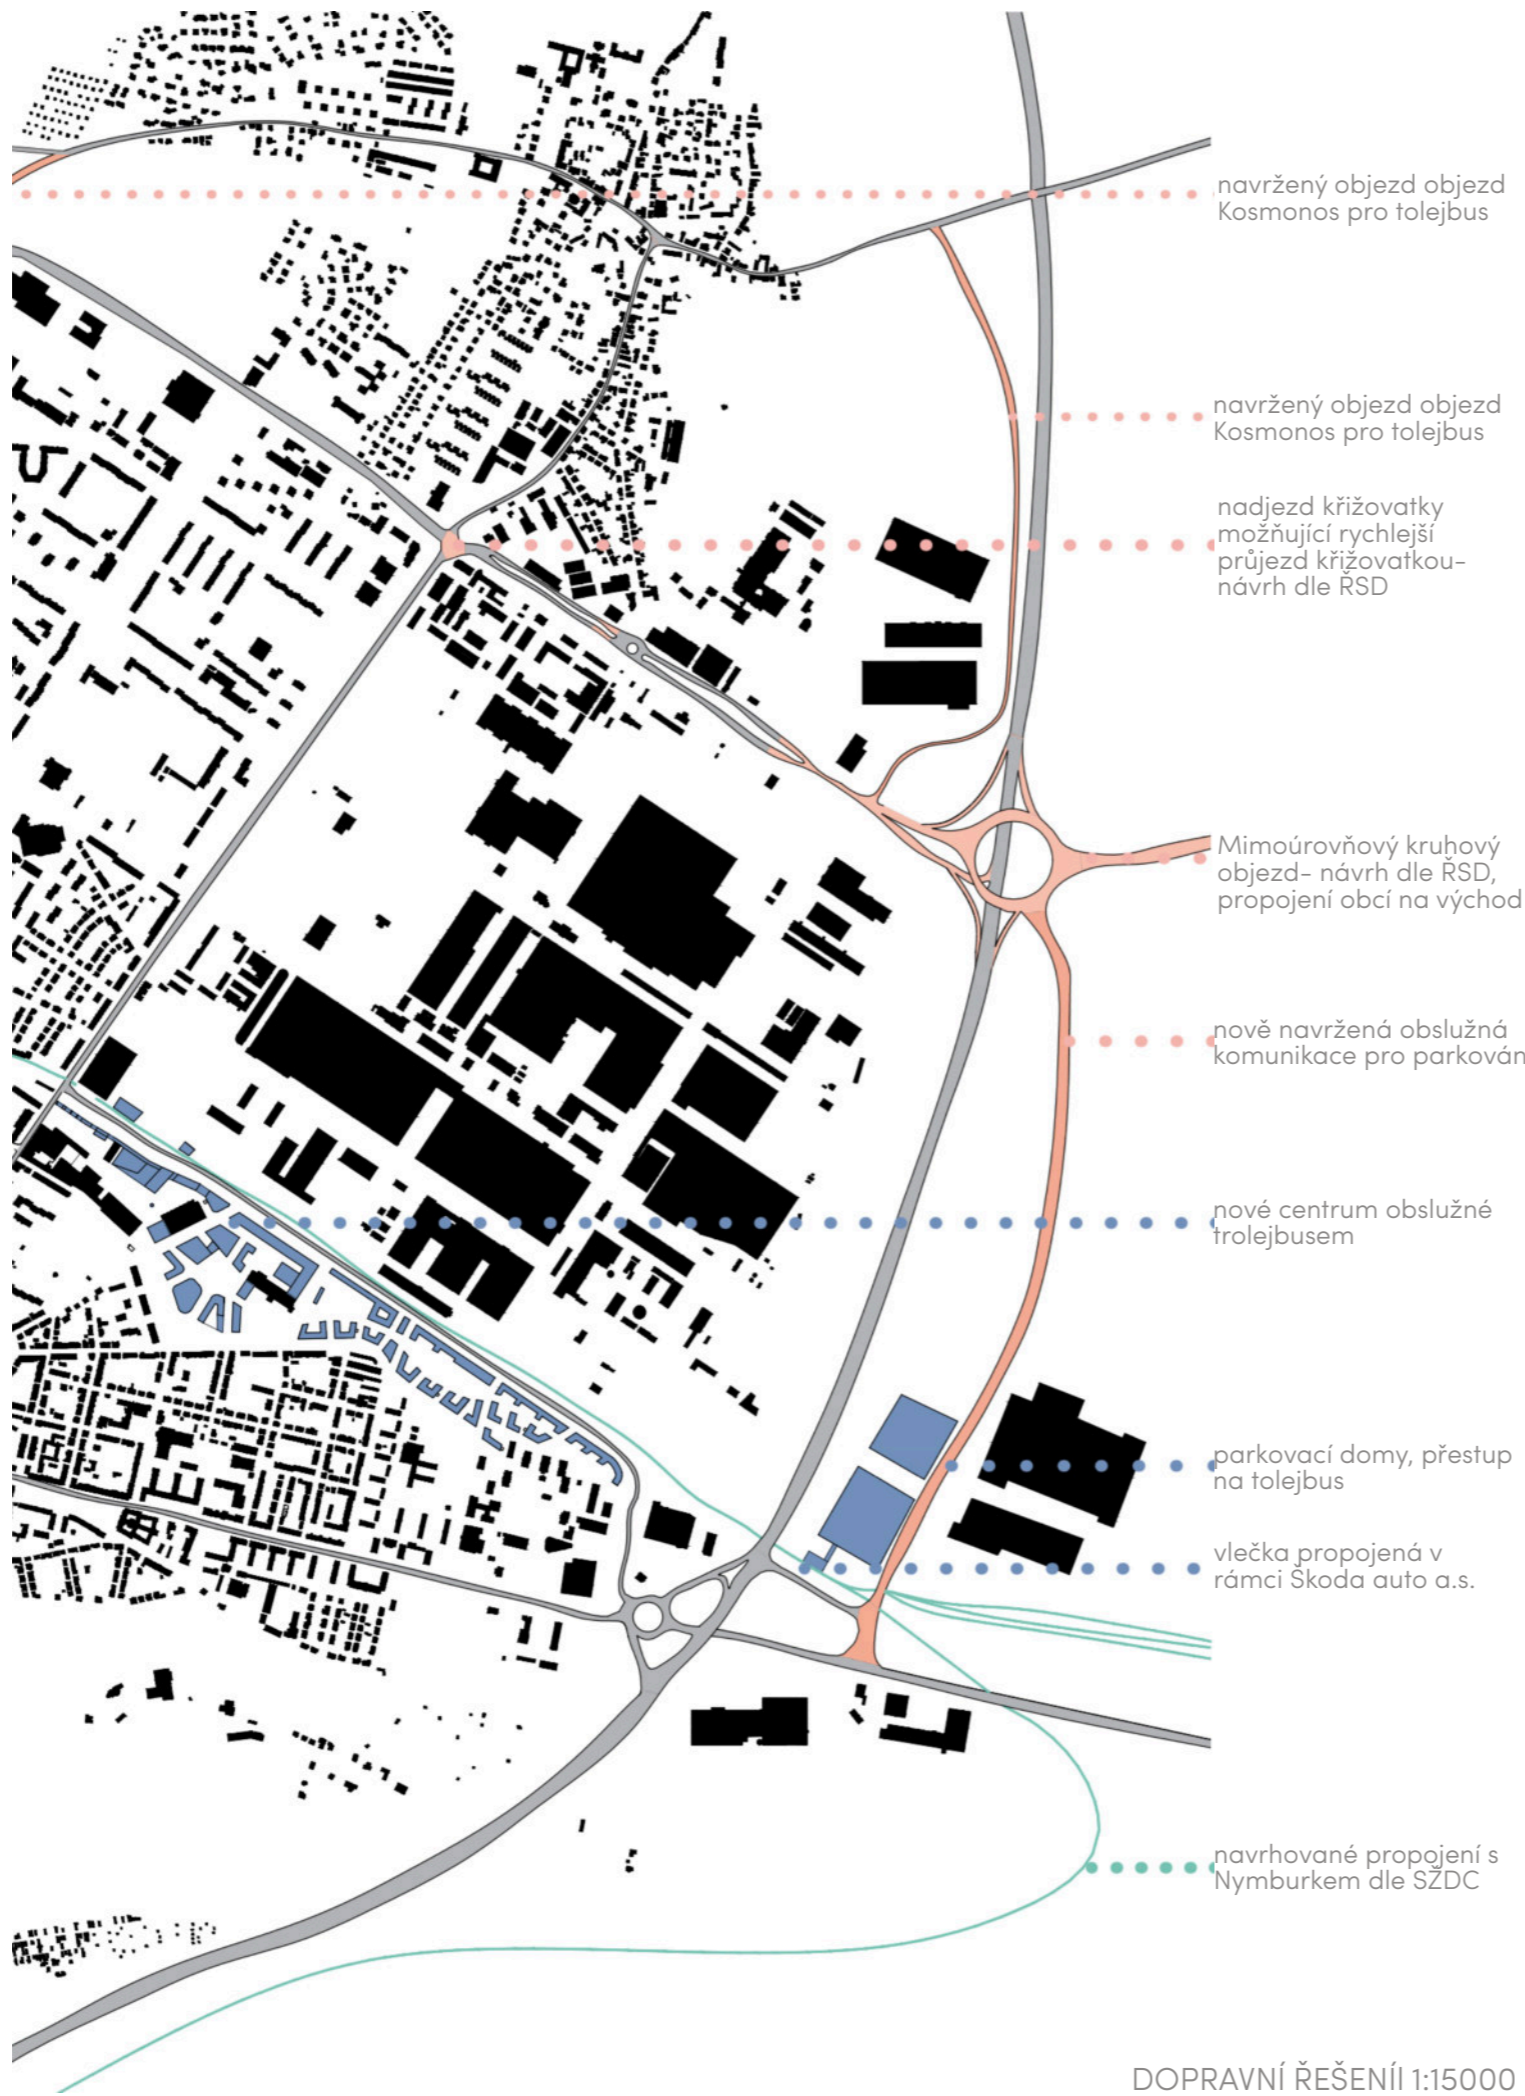 navržený objezd objezd
Kosmonos pro tolejbus
navržený objezd objezd
Kosmonos pro tolejbus
nadjezd křižovatky
možňující rychlejší
průjezd křižovatkou-
návrh dle ŘSD
Mimoúrovňový kruhový
objezd- návrh dle ŘSD,
propojení obcí na východ
nově navržená obslužná
komunikace pro parkován
nové centrum obslužné
trolejbusem
parkovací domy, přestup
na tolejbus
vlečka propojená v
rámci Škoda auto a.s.
navrhované propojení s
Nymburkem dle SŽDC
DOPRAVNÍ ŘEŠENÍI 1:15000